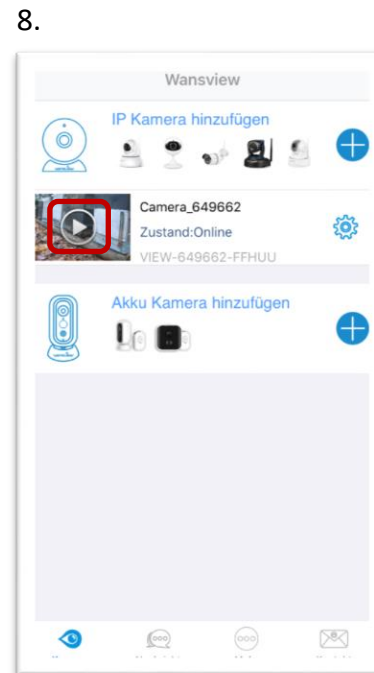 8.
Wansview
IP Kamera hinzufügen
Camera_649662
Zustand:Online
VIEW-649662-FFHUU
Akku Kamera hinzufügen